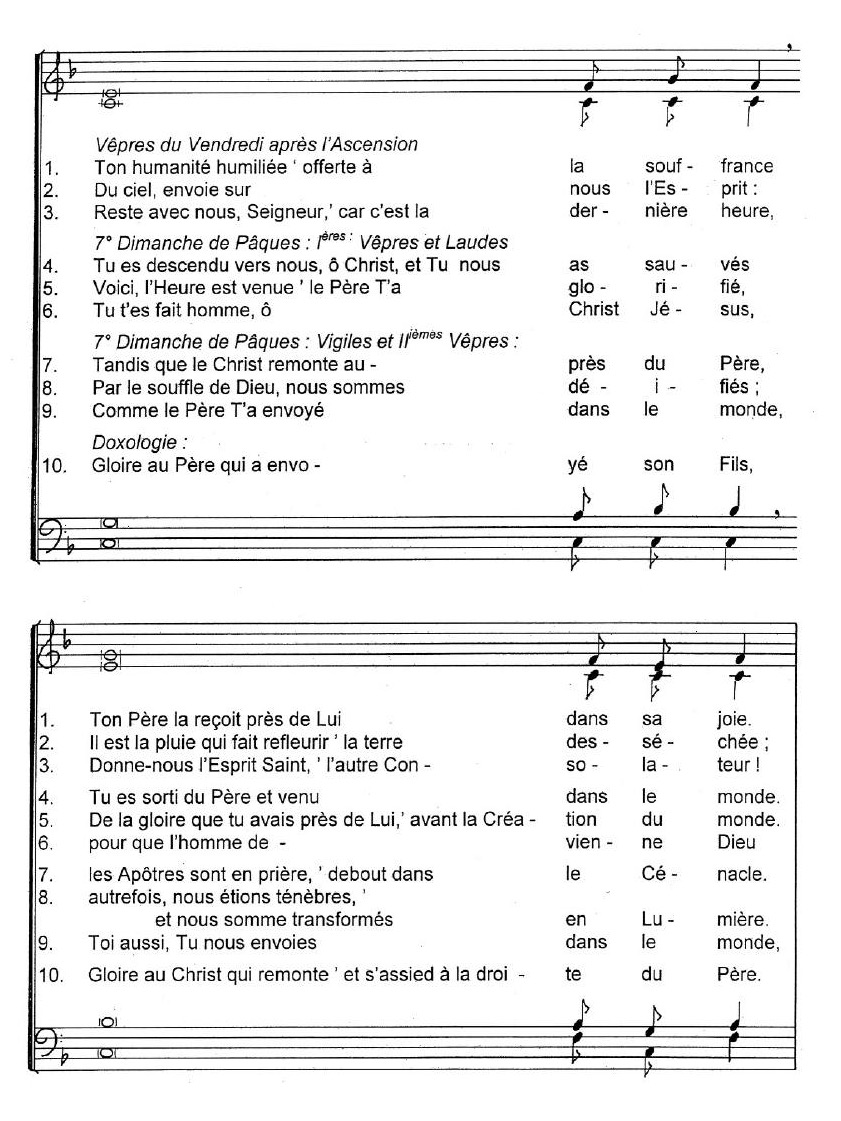 Vêpres du Vendredi après l'Ascension
1. Ton humanité humiliée ' offerte à la souf - france
2. Du ciel, envoie sur nous l'Es - prit :
3. Reste avec nous, Seigneur,' car c'est la der - nière heure,
7° Dimanche de Pâques : Ières : Vêpres et Laudes
4. Tu es descendu vers nous, ô Christ, et Tu nous as sau - vés
5. Voici, l'Heure est venue ' le Père T'a glo - ri - fié,
6. Tu t'es fait homme, ô Christ Jé - sus,
7° Dimanche de Pâques : Vigiles et IIièmes Vêpres :
7. Tandis que le Christ remonte au - près du Père,
8. Par le souffle de Dieu, nous sommes dé - i - fiés ;
9. Comme le Père T'a envoyé dans le monde,
Doxologie :
10. Gloire au Père qui a envo - yé son Fils,
1. Ton Père la reçoit près de Lui dans sa joie.
2. Il est la pluie qui fait refleurir ' la terre des - sé - chée ;
3. Donne-nous l'Esprit Saint, ' l'autre Con - so - la - teur !
4. Tu es sorti du Père et venu dans le monde.
5. De la gloire que tu avais près de Lui,' avant la Créa - tion du monde.
6. pour que l'homme de - vien - ne Dieu
7. les Apôtres sont en prière, ' debout dans le Cé - nacle.
8. autrefois, nous étions ténèbres, '
et nous somme transformés en Lu - mière.
9. Toi aussi, Tu nous envoies dans le monde,
10. Gloire au Christ qui remonte ' et s'assied à la droi - te du Père.